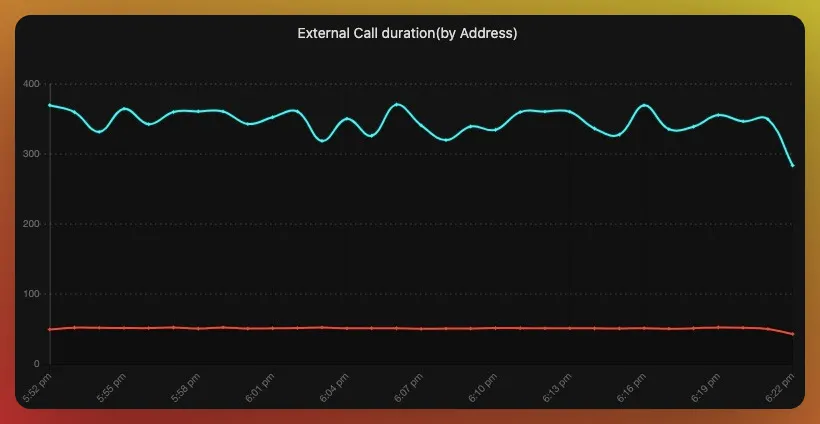 External Call duration(by Address)
400
300
200
100
0
5:52 pm
5:55 pm
5:58 pm
6:01 pm
6:04 pm
6:07 pm
6:10 pm
6:13 pm
6:16 pm
6:19 pm
6:22 pm